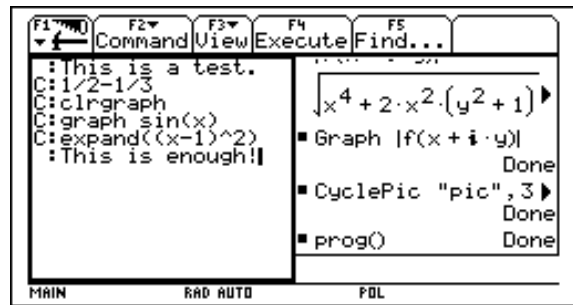 F1 F2 F3 F4 F5
Command View Execute Find...
:This is a test.
C:1/2-1/3
C:clrgraph
C:graph sin(x)
C:expand((x-1)^2)
:This is enough!
√x⁴ + 2·x²·(y² + 1)▶
▪Graph |f(x + i·y)|
Done
▪CyclePic "pic",3▶
Done
▪prog() Done
MAIN RAD AUTO POL